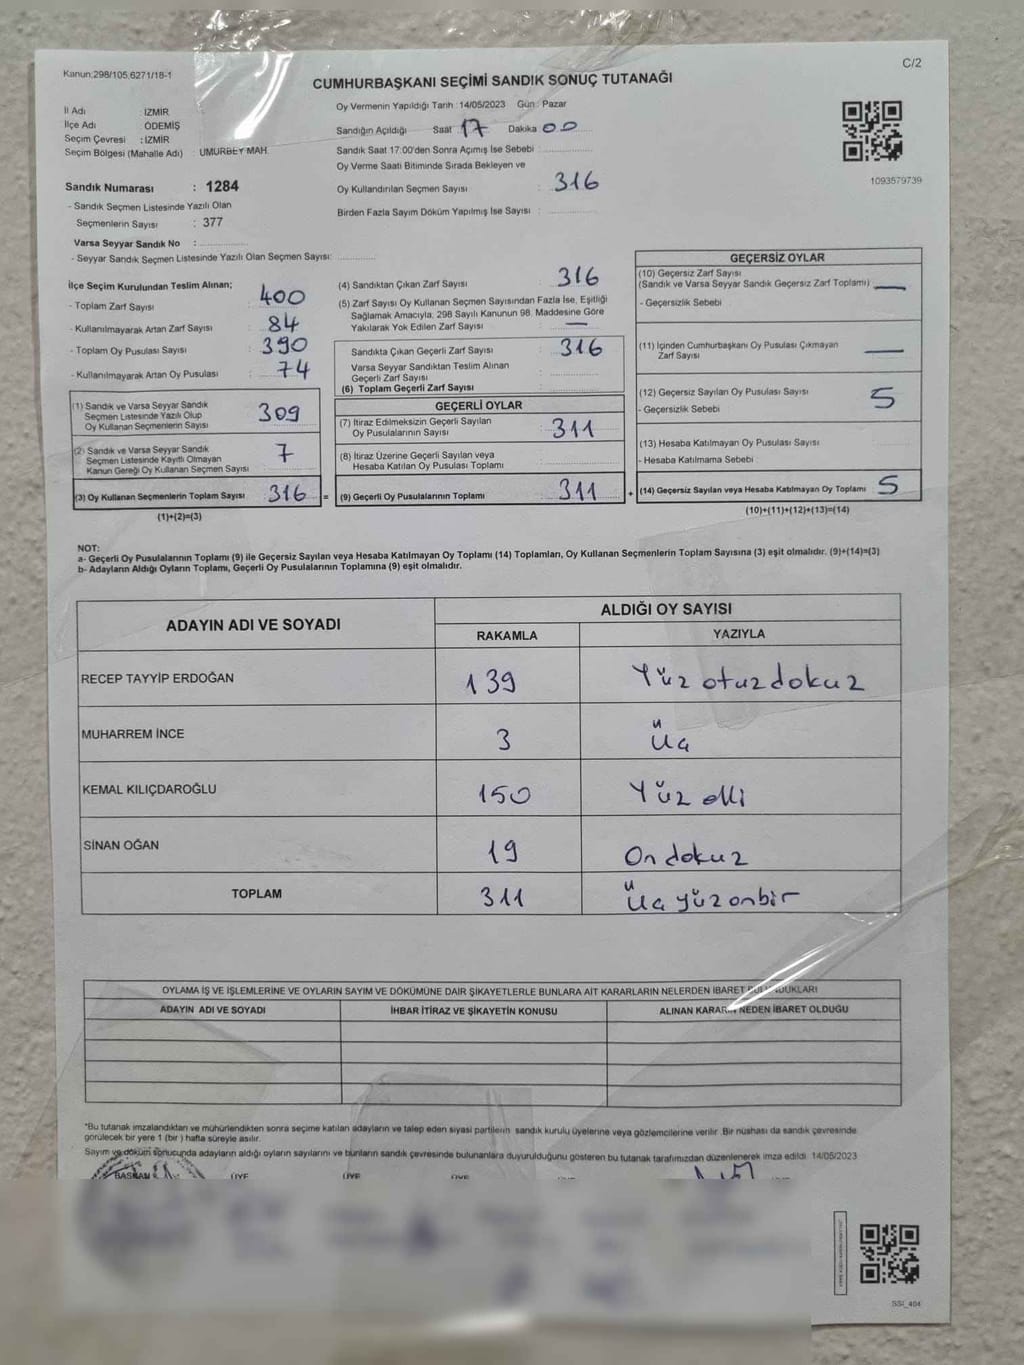 Kanun:298/105,6271/18-1
C/2
CUMHURBAŞKANI SEÇİMİ SANDIK SONUÇ TUTANAĞI
İl Adı : İZMİR
İlçe Adı : ÖDEMİŞ
Seçim Çevresi : İZMİR
Seçim Bölgesi (Mahalle Adı) : UMURBEY MAH.
Sandık Numarası : 1284
- Sandık Seçmen Listesinde Yazılı Olan
Seçmenlerin Sayısı : 377
Varsa Seyyar Sandık No :
- Seyyar Sandık Seçmen Listesinde Yazılı Olan Seçmen Sayısı:
Oy Vermenin Yapıldığı Tarih :14/05/2023 Gün : Pazar
Sandığın Açıldığı Saat 17 Dakika 00
Sandık Saat 17:00'den Sonra Açımış İse Sebebi :
Oy Verme Saati Bitiminde Sırada Bekleyen ve
Oy Kullandırılan Seçmen Sayısı : 316
Birden Fazla Sayım Döküm Yapılmış İse Sayısı :
1093579739
İlçe Seçim Kurulundan Teslim Alınan;
- Toplam Zarf Sayısı : 400
- Kullanılmayarak Artan Zarf Sayısı : 84
- Toplam Oy Pusulası Sayısı : 390
- Kullanılmayarak Artan Oy Pusulası : 74
(1) Sandık ve Varsa Seyyar Sandık
Seçmen Listesinde Yazılı Olup
Oy Kullanan Seçmenlerin Sayısı : 309
(2) Sandık ve Varsa Seyyar Sandık
Seçmen Listesinde Kayıtlı Olmayan
Kanun Gereği Oy Kullanan Seçmen Sayısı : 7
(3) Oy Kullanan Seçmenlerin Toplam Sayısı : 316 =
(1)+(2)=(3)
(4) Sandıktan Çıkan Zarf Sayısı : 316
(5) Zarf Sayısı Oy Kullanan Seçmen Sayısından Fazla İse, Eşitliği
Sağlamak Amacıyla, 298 Sayılı Kanunun 98. Maddesine Göre
Yakılarak Yok Edilen Zarf Sayısı : —
Sandıkta Çıkan Geçerli Zarf Sayısı : 316
Varsa Seyyar Sandıktan Teslim Alınan
Geçerli Zarf Sayısı :
(6) Toplam Geçerli Zarf Sayısı :
GEÇERLİ OYLAR
(7) İtiraz Edilmeksizin Geçerli Sayılan
Oy Pusulalarının Sayısı : 311
(8) İtiraz Üzerine Geçerli Sayılan veya
Hesaba Katılan Oy Pusulası Toplamı :
(9) Geçerli Oy Pusulalarının Toplamı : 311 +
GEÇERSİZ OYLAR
(10) Geçersiz Zarf Sayısı
(Sandık ve Varsa Seyyar Sandık Geçersiz Zarf Toplamı) : —
- Geçersizlik Sebebi :
(11) İçinden Cumhurbaşkanı Oy Pusulası Çıkmayan
Zarf Sayısı : —
(12) Geçersiz Sayılan Oy Pusulası Sayısı : 5
- Geçersizlik Sebebi :
(13) Hesaba Katılmayan Oy Pusulası Sayısı :
- Hesaba Katılmama Sebebi :
(14) Geçersiz Sayılan veya Hesaba Katılmayan Oy Toplamı : 5
(10)+(11)+(12)+(13)=(14)
NOT:
a- Geçerli Oy Pusulalarının Toplamı (9) ile Geçersiz Sayılan veya Hesaba Katılmayan Oy Toplamı (14) Toplamları, Oy Kullanan Seçmenlerin Toplam Sayısına (3) eşit olmalıdır. (9)+(14)=(3)
b- Adayların Aldığı Oyların Toplamı, Geçerli Oy Pusulalarının Toplamına (9) eşit olmalıdır.
ADAYIN ADI VE SOYADI
ALDIĞI OY SAYISI
RAKAMLA YAZIYLA
RECEP TAYYİP ERDOĞAN 139 Yüz otuz dokuz
MUHARREM İNCE 3 Üç
KEMAL KILIÇDAROĞLU 150 Yüz elli
SİNAN OĞAN 19 On dokuz
TOPLAM 311 Üç yüz onbir
OYLAMA İŞ VE İŞLEMLERİNE VE OYLARIN SAYIM VE DÖKÜMÜNE DAİR ŞİKAYETLERLE BUNLARA AİT KARARLARIN NELERDEN İBARET
ADAYIN ADI VE SOYADI İHBAR İTİRAZ VE ŞİKAYETİN KONUSU ALINAN KARARIN NEDEN İBARET OLDUĞU
*Bu tutanak imzalandıktan ve mühürlendikten sonra seçime katılan adayların ve talep eden siyasi partilerin sandık kurulu üyelerine veya gözlemcilerine verilir .Bir nüshası da sandık çevresinde
görülecek bir yere 1 (bir ) hafta süreyle asılır.
Sayım ve döküm sonucunda adayların aldığı oyların sayılarını ve bunların sandık çevresinde bulunanlara duyurulduğunu gösteren bu tutanak tarafımızdan düzenlenerek imza edildi. 14/05/2023
BAŞKAN ÜYE ÜYE ÜYE
SSI_404